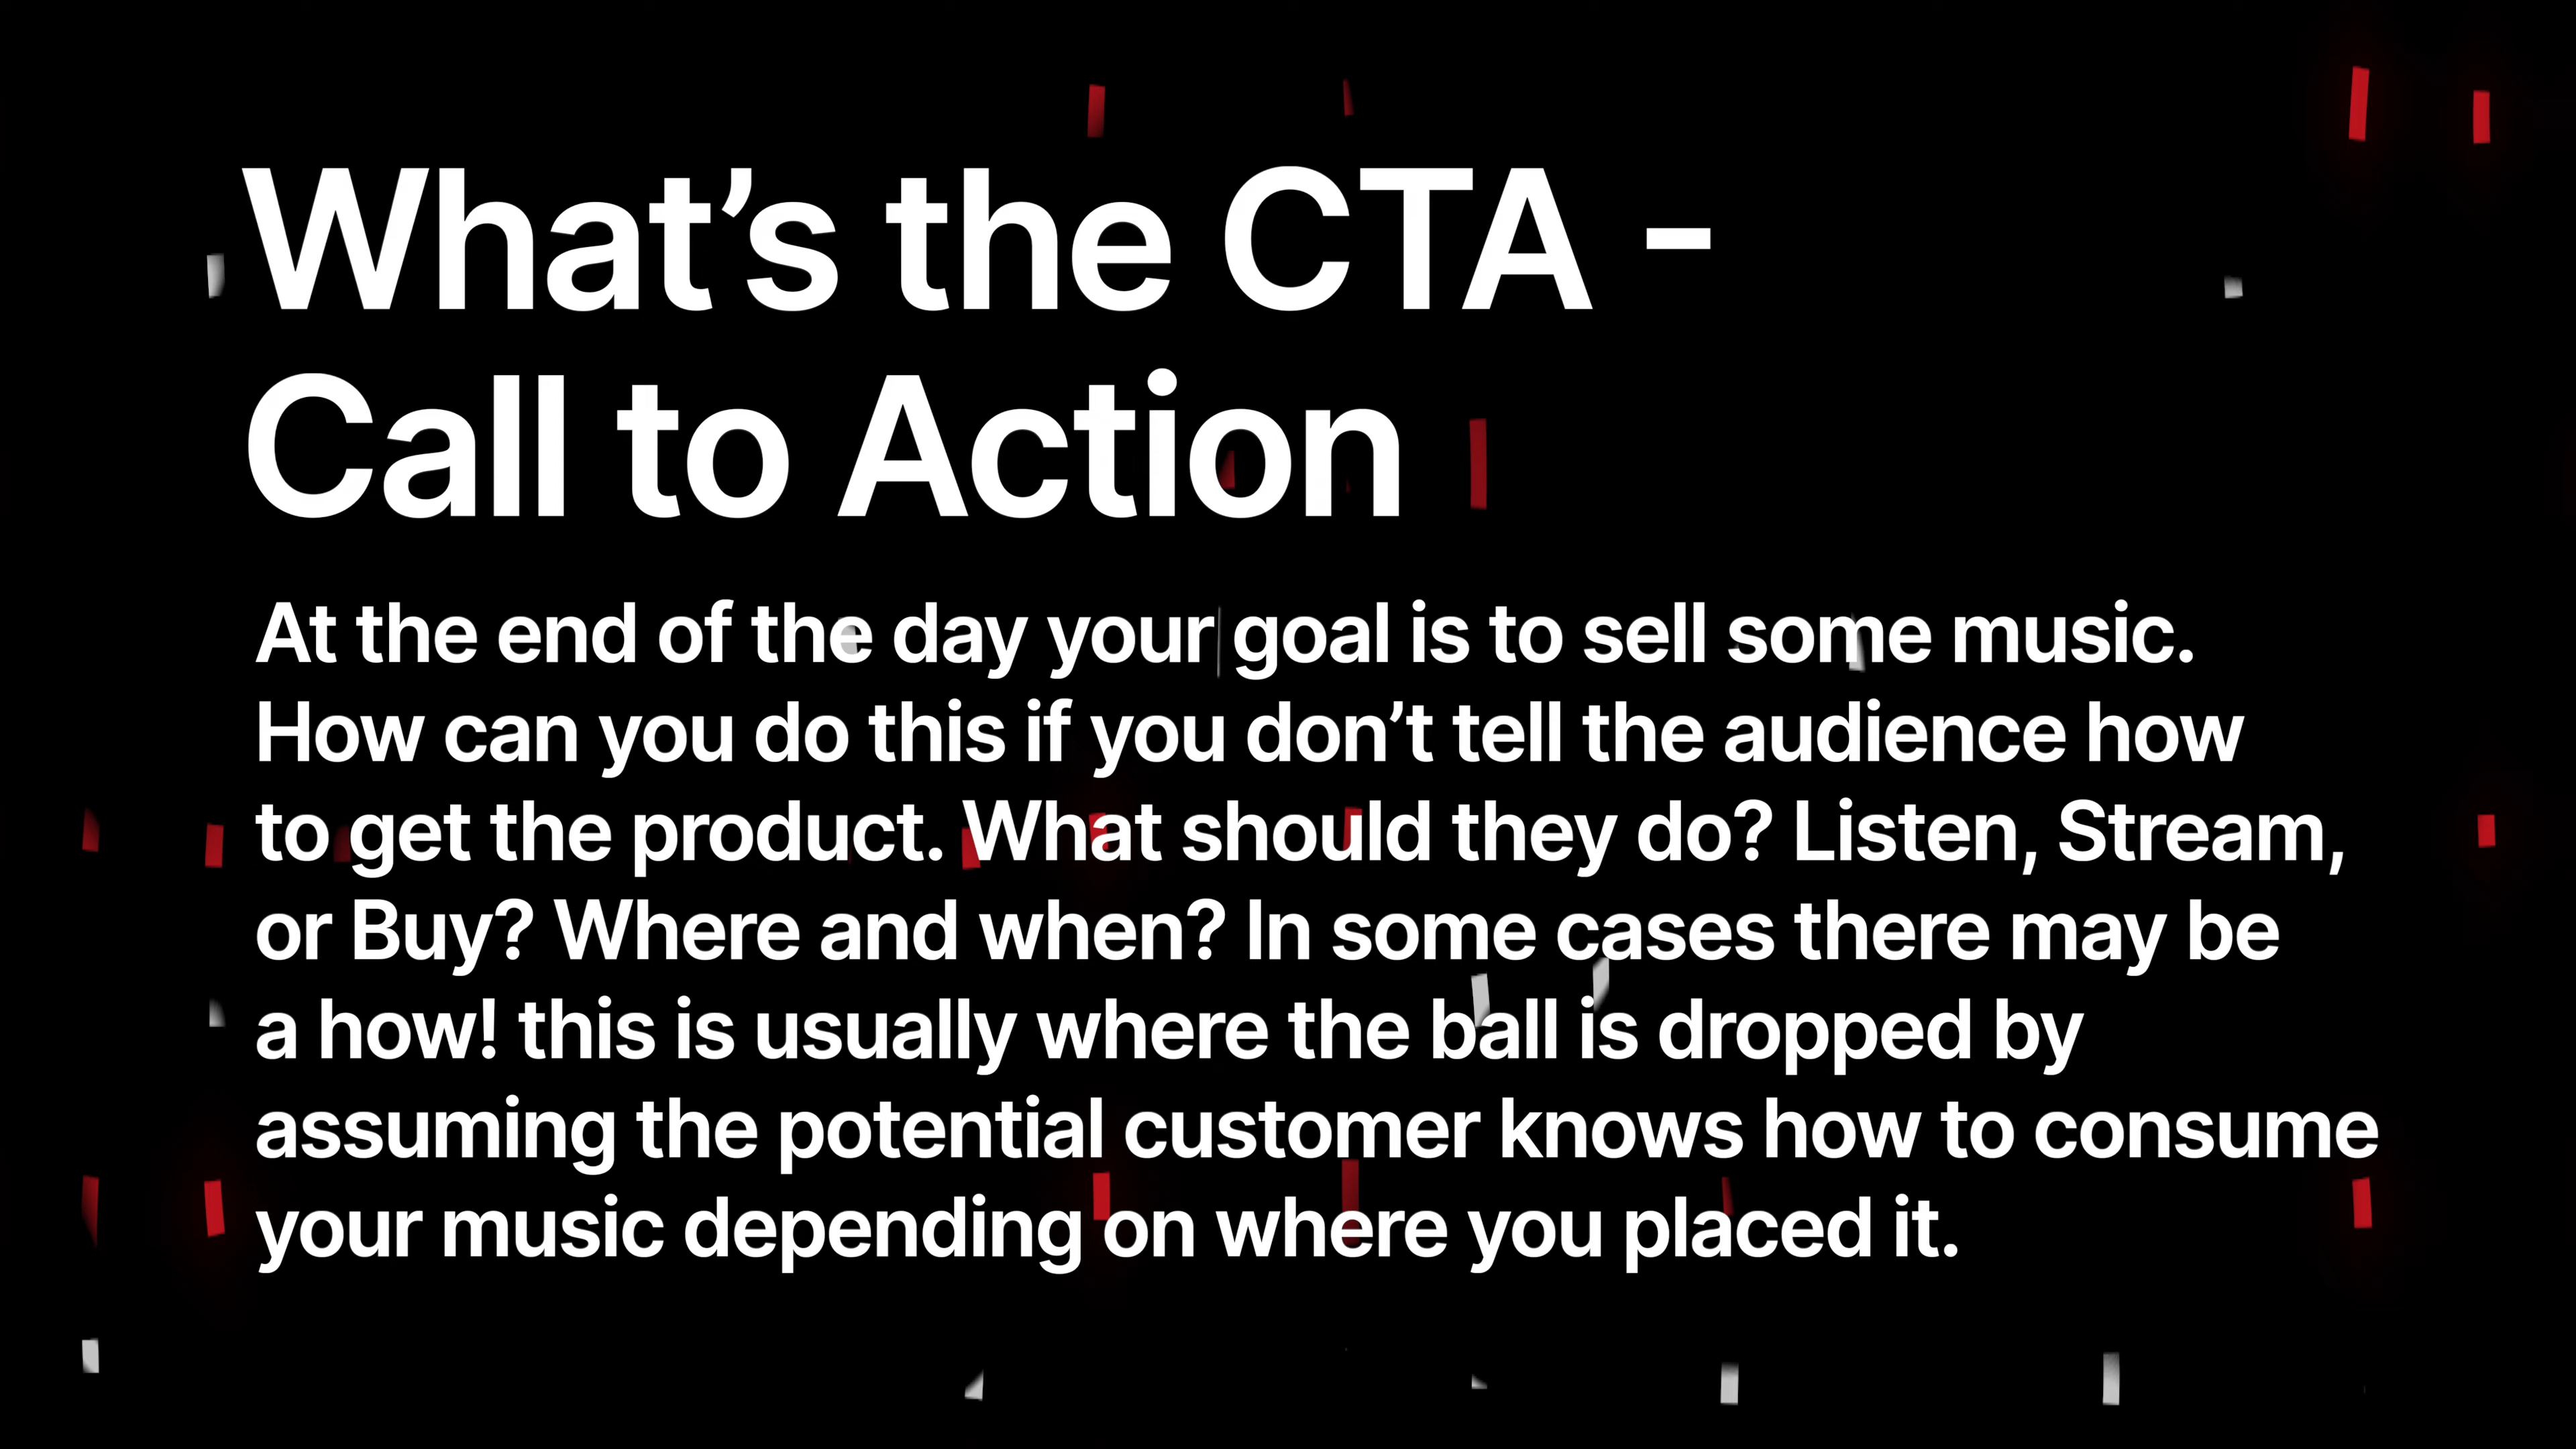 What’s the CTA -
Call to Action
At the end of the day your goal is to sell some music.
How can you do this if you don’t tell the audience how
to get the product. What should they do? Listen, Stream,
or Buy? Where and when? In some cases there may be
a how! this is usually where the ball is dropped by
assuming the potential customer knows how to consume
your music depending on where you placed it.